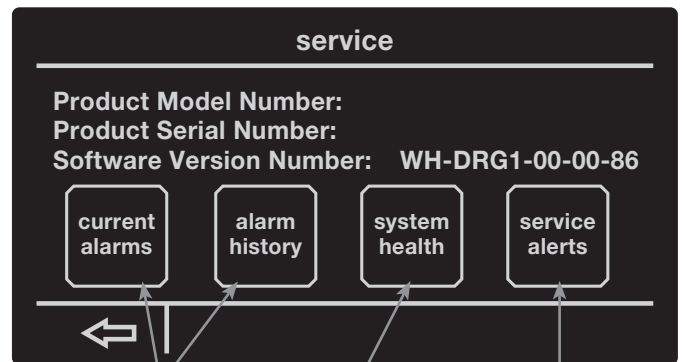 service
Product Model Number:
Product Serial Number:
Software Version Number: WH-DRG1-00-00-86
current alarms
alarm history
system health
service alerts